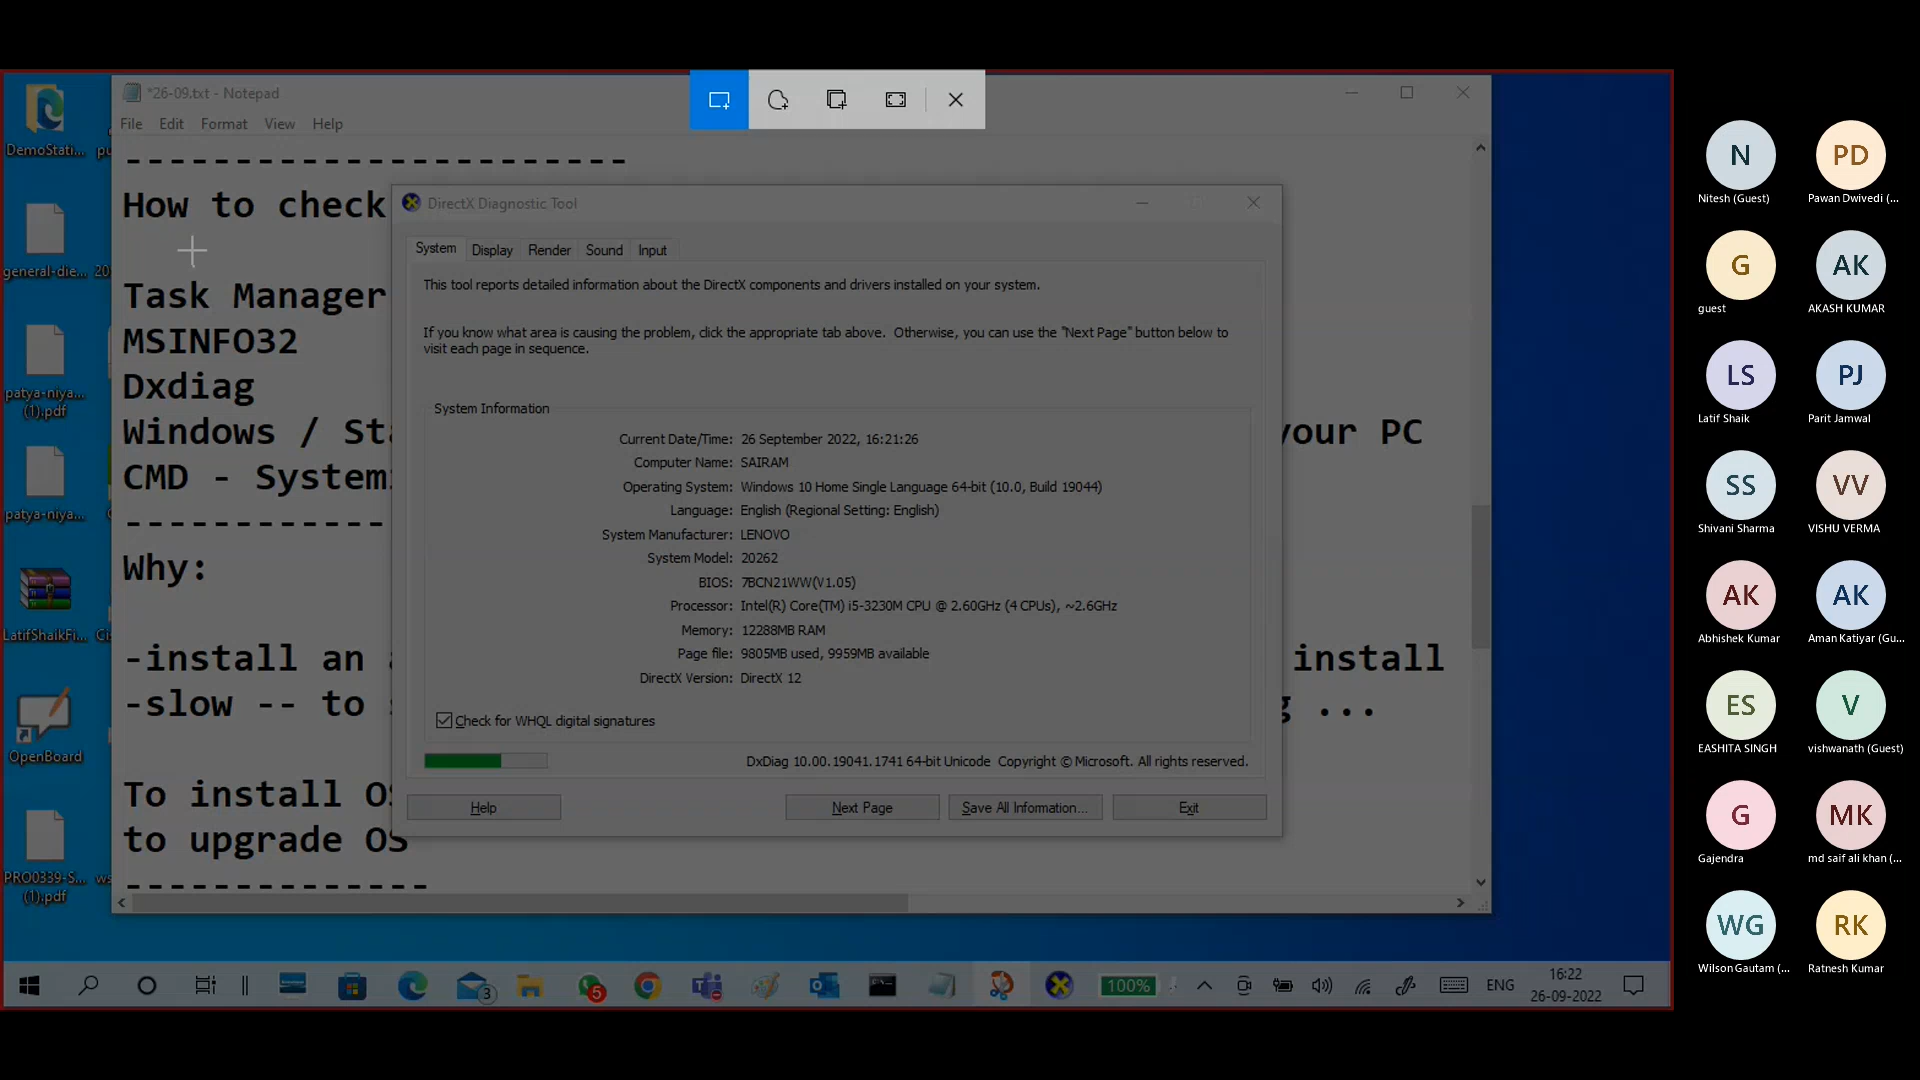 *26-09.txt - Notepad
File Edit Format View Help
-----------------------
How to check
Task Manager
MSINFO32
Dxdiag
Windows / Sta your PC
CMD - System
------------
Why:
-install an install
-slow -- to g ...
To install OS
to upgrade OS
--------------
DirectX Diagnostic Tool
System Display Render Sound Input
This tool reports detailed information about the DirectX components and drivers installed on your system.
If you know what area is causing the problem, click the appropriate tab above. Otherwise, you can use the "Next Page" button below to
visit each page in sequence.
System Information
Current Date/Time: 26 September 2022, 16:21:26
Computer Name: SAIRAM
Operating System: Windows 10 Home Single Language 64-bit (10.0, Build 19044)
Language: English (Regional Setting: English)
System Manufacturer: LENOVO
System Model: 20262
BIOS: 7BCN21WW(V1.05)
Processor: Intel(R) Core(TM) i5-3230M CPU @ 2.60GHz (4 CPUs), ~2.6GHz
Memory: 12288MB RAM
Page file: 9805MB used, 9959MB available
DirectX Version: DirectX 12
Check for WHQL digital signatures
DxDiag 10.00.19041.1741 64-bit Unicode Copyright © Microsoft. All rights reserved.
Help Next Page Save All Information... Exit
DemoStati... pu
general-die... 20
patya-niya...
(1).pdf
patya-niya...
LatifShaikFi... Cis
OpenBoard
PRO0339-S... ws
(1).pdf
3
5
100%
ENG
16:22
26-09-2022
N PD
Nitesh (Guest) Pawan Dwivedi (...
G AK
guest AKASH KUMAR
LS PJ
Latif Shaik Parit Jamwal
SS VV
Shivani Sharma VISHU VERMA
AK AK
Abhishek Kumar Aman Katiyar (Gu...
ES V
EASHITA SINGH vishwanath (Guest)
G MK
Gajendra md saif ali khan (...
WG RK
Wilson Gautam (... Ratnesh Kumar